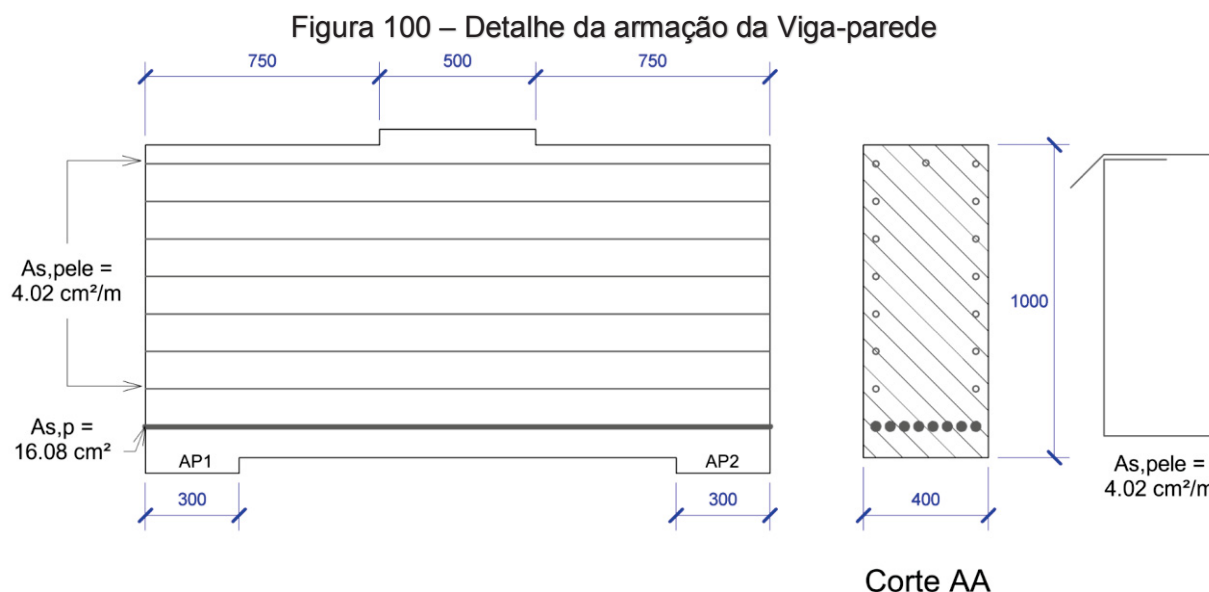 Figura 100 – Detalhe da armação da Viga-parede
750
500
750
As,pele =
4.02 cm²/m
As,p =
16.08 cm²
AP1
AP2
300
300
1000
400
As,pele =
4.02 cm²/m
Corte AA